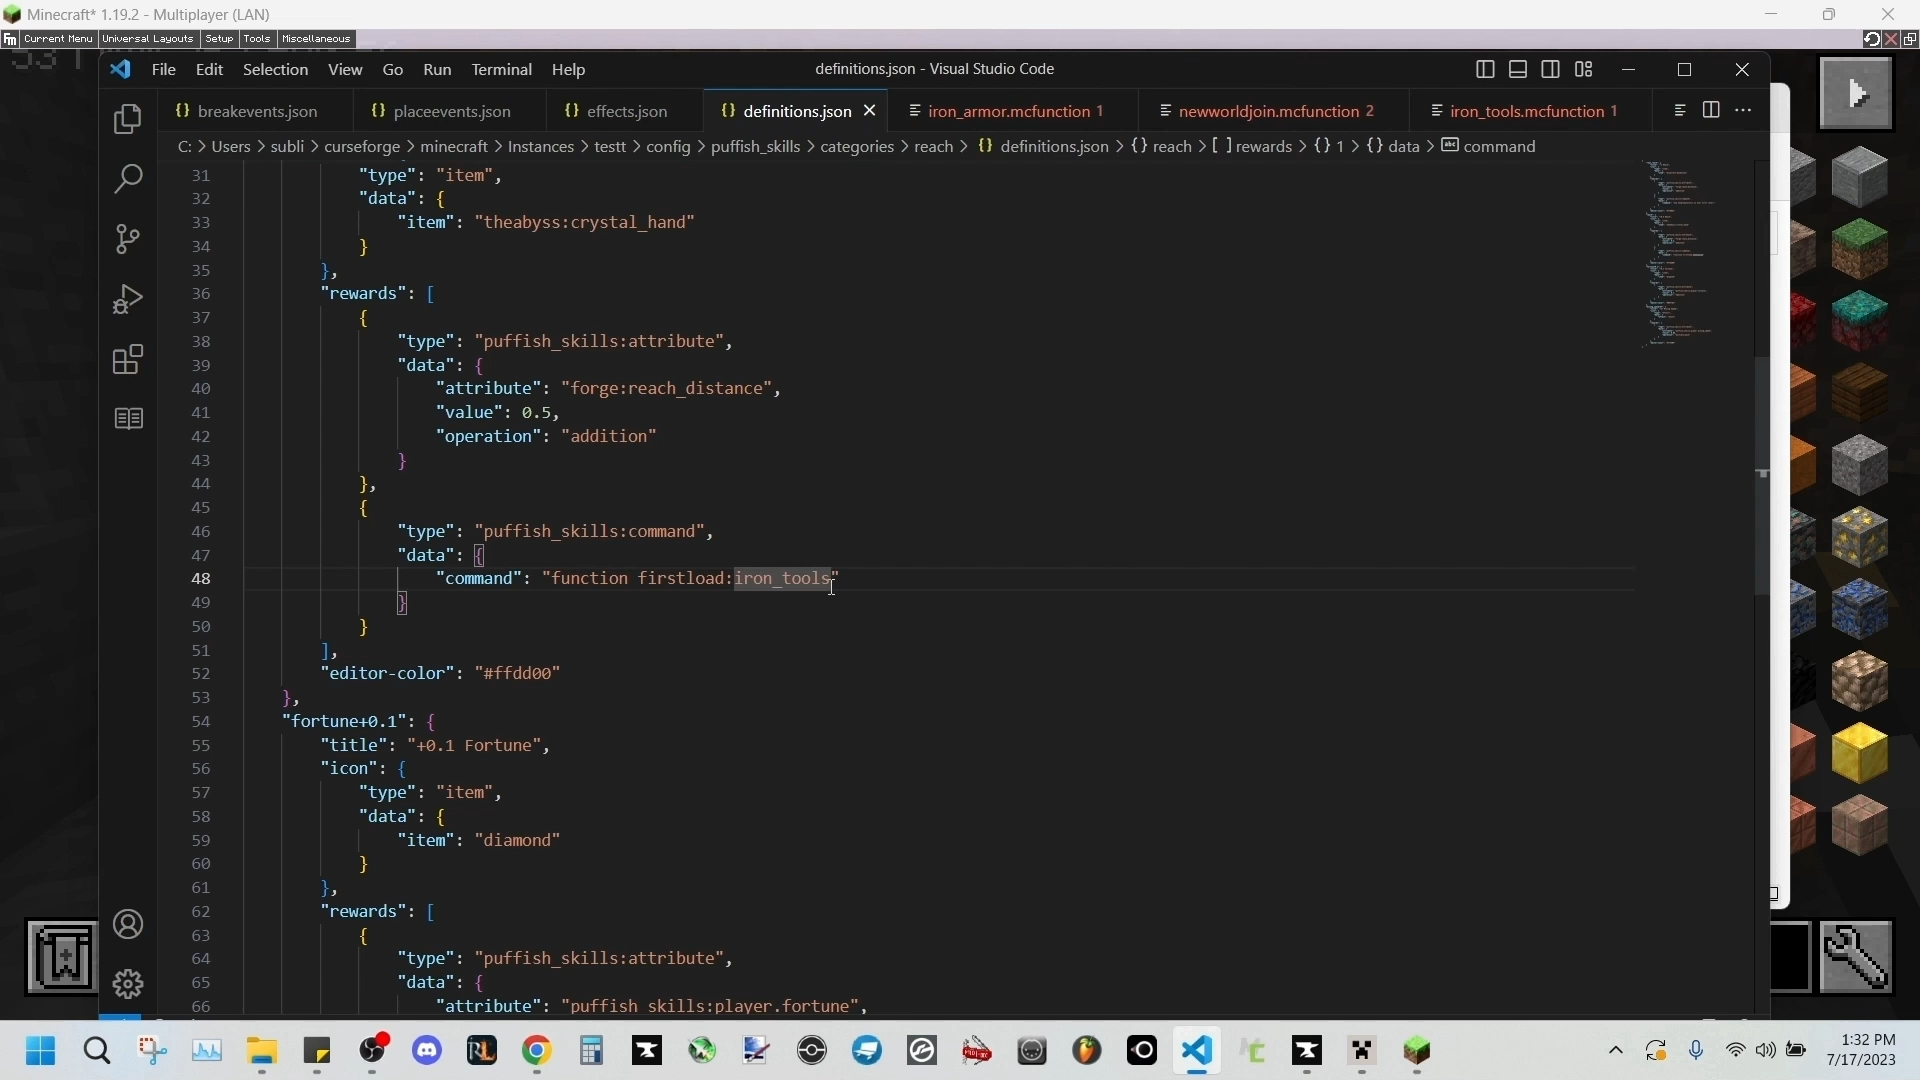 Minecraft* 1.19.2 - Multiplayer (LAN)
Fm Current Menu Universal Layouts Setup Tools Miscellaneous
File Edit Selection View Go Run Terminal Help
definitions.json - Visual Studio Code
{} breakevents.json {} placeevents.json {} effects.json {} definitions.json iron_armor.mcfunction 1 newworldjoin.mcfunction 2 iron_tools.mcfunction 1
C: > Users > subli > curseforge > minecraft > Instances > testt > config > puffish_skills > categories > reach > {} definitions.json > {} reach > [ ] rewards > {} 1 > {} data > abc command
31 "type": "item",
32 "data": {
33 "item": "theabyss:crystal_hand"
34 }
35 },
36 "rewards": [
37 {
38 "type": "puffish_skills:attribute",
39 "data": {
40 "attribute": "forge:reach_distance",
41 "value": 0.5,
42 "operation": "addition"
43 }
44 },
45 {
46 "type": "puffish_skills:command",
47 "data": {
48 "command": "function firstload:iron_tools"
49 }
50 }
51 ],
52 "editor-color": "#ffdd00"
53 },
54 "fortune+0.1": {
55 "title": "+0.1 Fortune",
56 "icon": {
57 "type": "item",
58 "data": {
59 "item": "diamond"
60 }
61 },
62 "rewards": [
63 {
64 "type": "puffish_skills:attribute",
65 "data": {
66 "attribute": "puffish_skills:player.fortune",
1:32 PM
7/17/2023